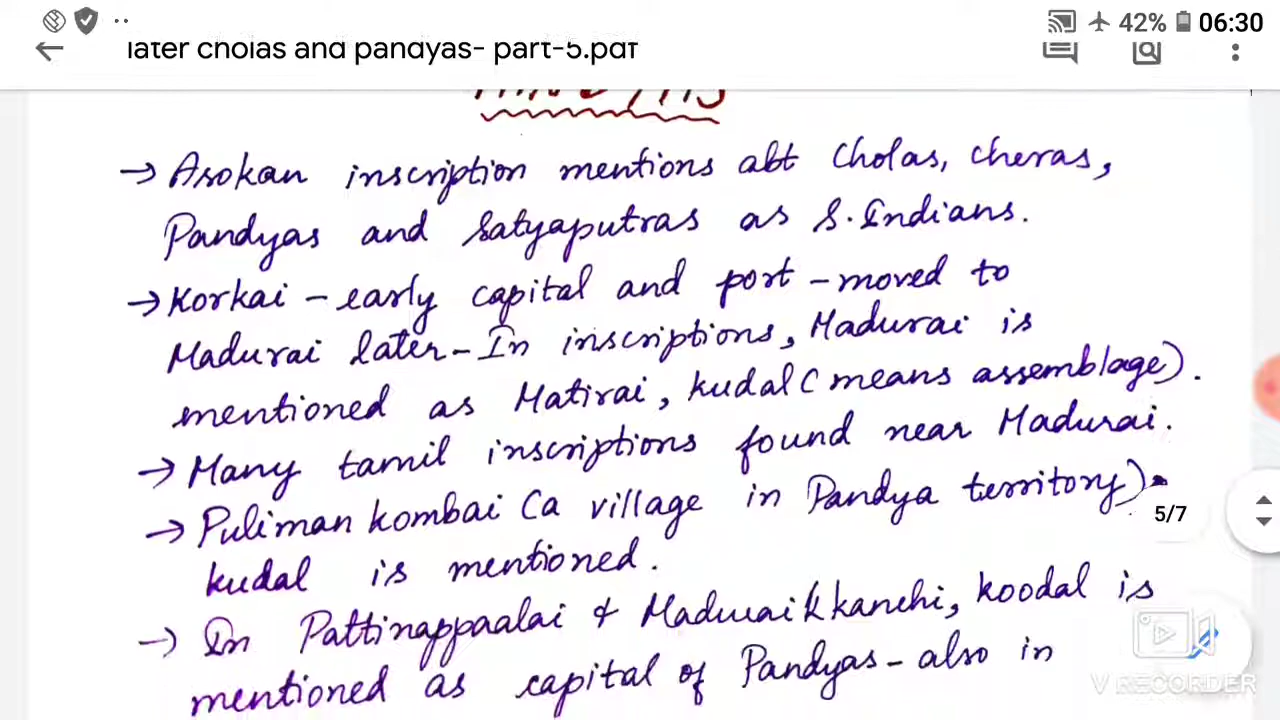 42% 06:30
later cholas and pandyas- part-5.pdf
→ Asokan inscription mentions abt Cholas, cheras,
Pandyas and Satyaputras as S. Indians.
→ Korkai – early capital and port – moved to
Madurai later – In inscriptions, Madurai is
mentioned as Matirai, kudal ( means assemblage).
→ Many tamil inscriptions found near Madurai.
→ Puliman kombai (a village in Pandya territory) -
5/7
kudal is mentioned.
→ In Pattinappaalai & Maduraikkanchi, koodal is
mentioned as capital of Pandyas – also in
V RECORDER